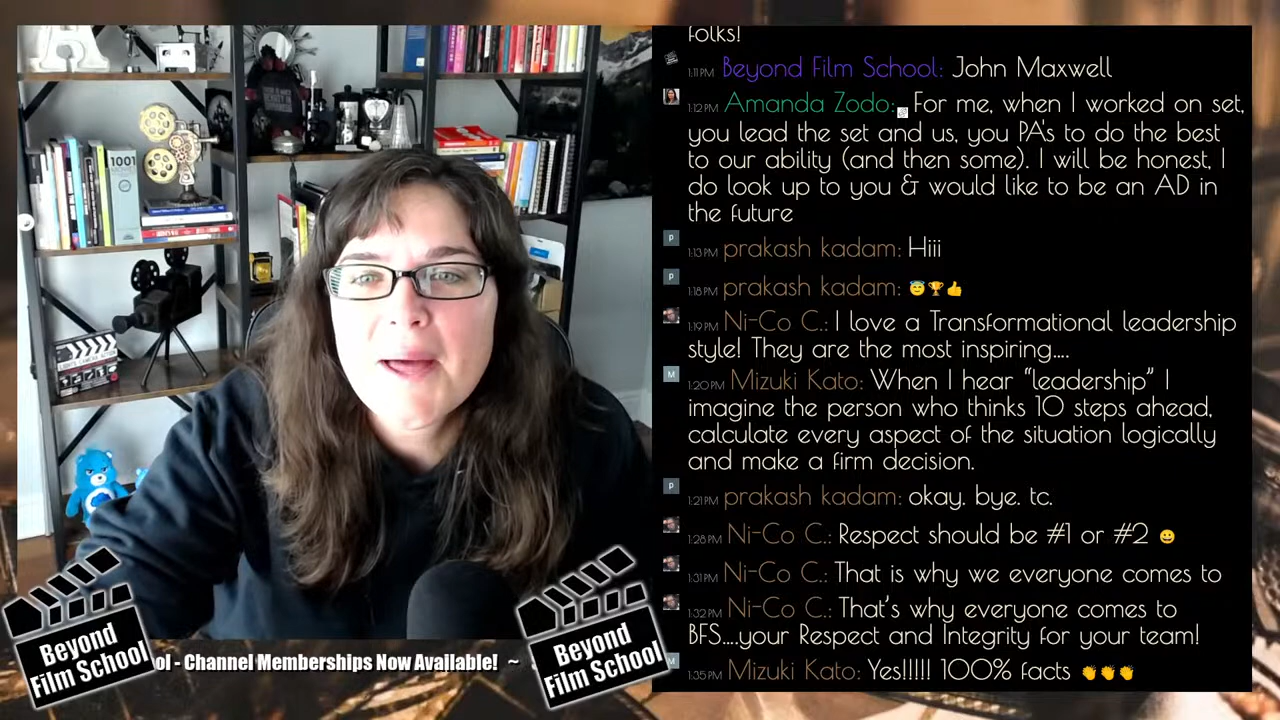 folks!
1:11 PM Beyond Film School: John Maxwell
1:12 PM Amanda Zodo: For me, when I worked on set,
you lead the set and us, you PA's to do the best
to our ability (and then some). I will be honest, I
do look up to you & would like to be an AD in
the future
P
1:13 PM prakash kadam: Hiii
P
1:18 PM prakash kadam: 😇🏆👍
1:19 PM Ni-Co C.: I love a Transformational leadership
style! They are the most inspiring....
M
1:20 PM Mizuki Kato: When I hear “leadership” I
imagine the person who thinks 10 steps ahead,
calculate every aspect of the situation logically
and make a firm decision.
P
1:21 PM prakash kadam: okay. bye. tc.
1:28 PM Ni-Co C.: Respect should be #1 or #2 😀
1:31 PM Ni-Co C.: That is why we everyone comes to
1:32 PM Ni-Co C.: That's why everyone comes to
BFS....your Respect and Integrity for your team!
M
1:35 PM Mizuki Kato: Yes!!!!! 100% facts 👏👏👏
1001
Beyond
Film School
ol - Channel Memberships Now Available! ~
Beyond
Film School